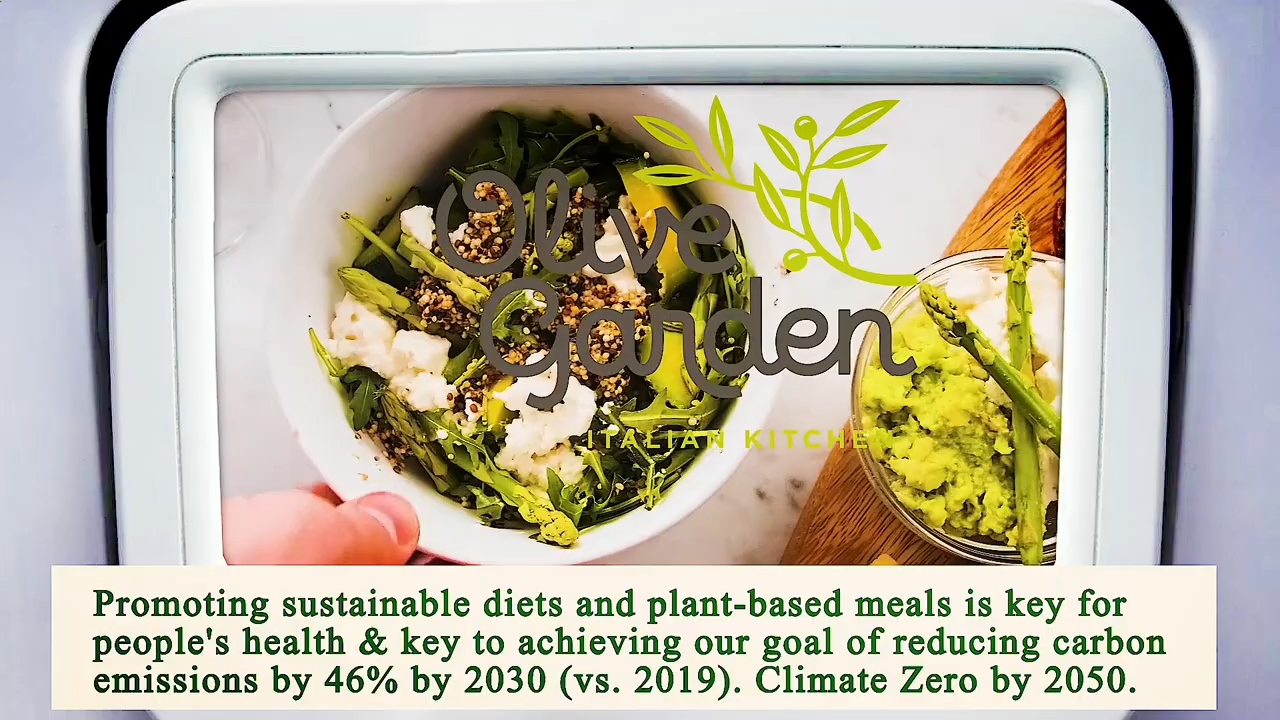 Olive
Garden
ITALIAN KITCHEN
Promoting sustainable diets and plant-based meals is key for
people's health & key to achieving our goal of reducing carbon
emissions by 46% by 2030 (vs. 2019). Climate Zero by 2050.